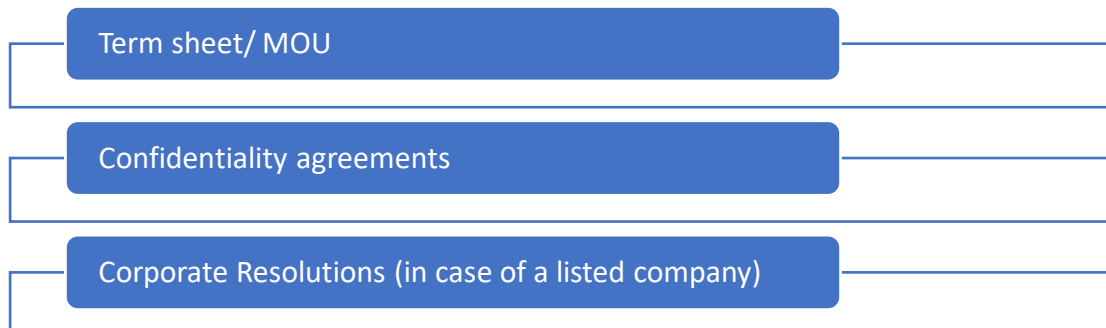 Term sheet/ MOU
Confidentiality agreements
Corporate Resolutions (in case of a listed company)